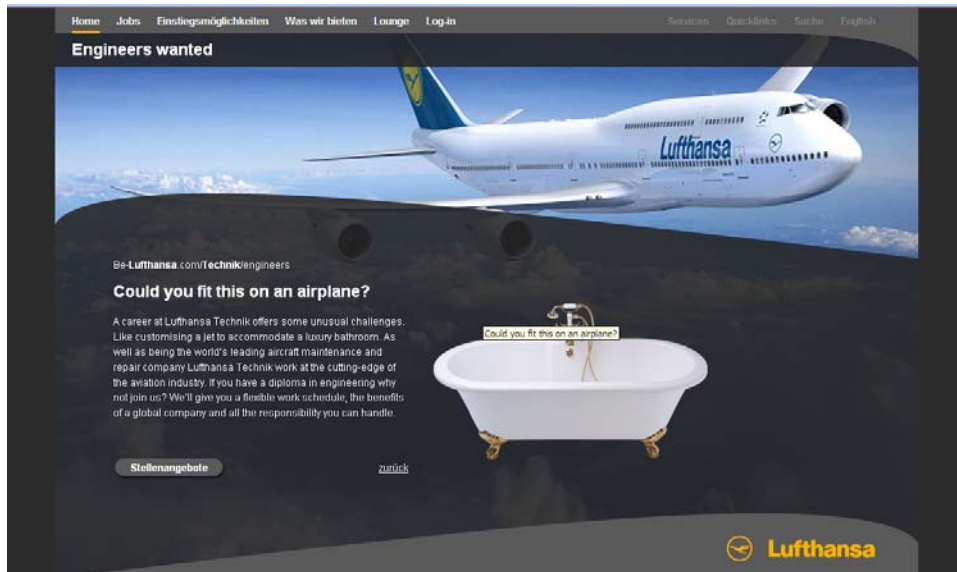 Home Jobs Einstiegsmöglichkeiten Was wir bieten Lounge Log-in Services Quicklinks Suche English
Engineers wanted
Lufthansa
Be-Lufthansa.com/Technik/engineers
Could you fit this on an airplane?
A career at Lufthansa Technik offers some unusual challenges.
Like customising a jet to accommodate a luxury bathroom. As
well as being the world's leading aircraft maintenance and
repair company Lufthansa Technik work at the cutting-edge of
the aviation industry. If you have a diploma in engineering why
not join us? We'll give you a flexible work schedule, the benefits
of a global company and all the responsibility you can handle.
Could you fit this on an airplane?
Stellenangebote zurück
Lufthansa